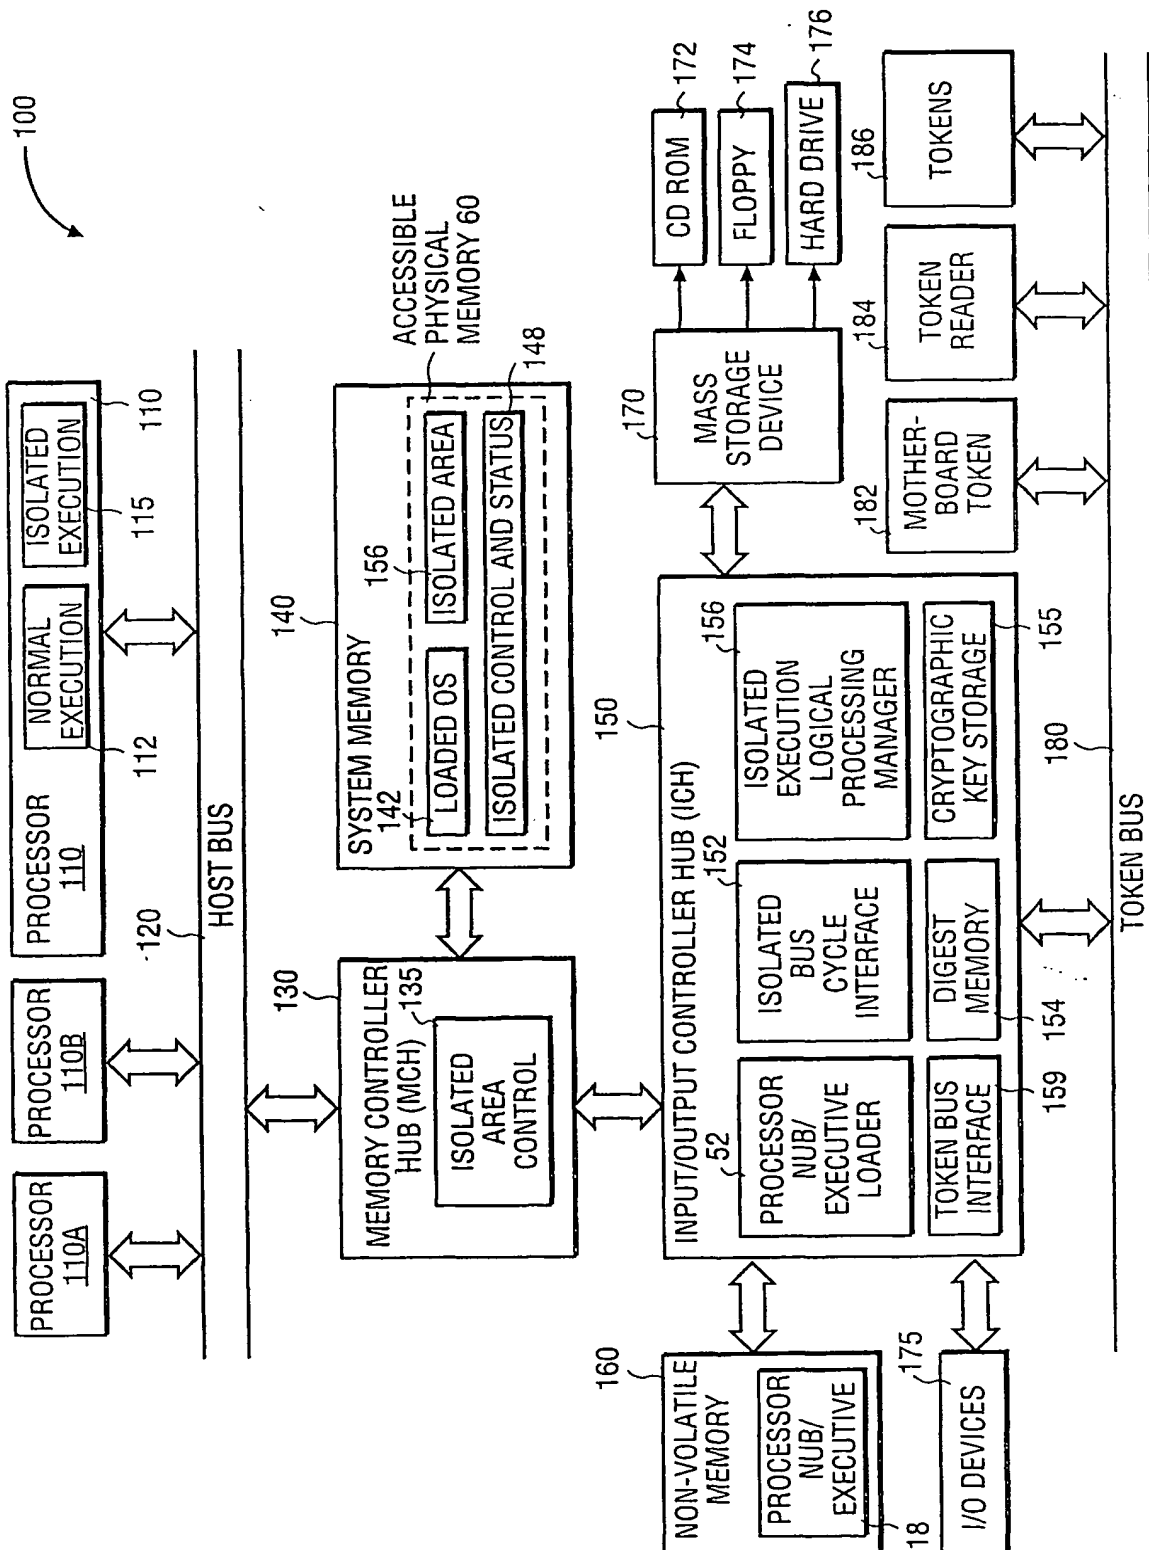 100
PROCESSOR
110A
PROCESSOR
110B
PROCESSOR
110
NORMAL
EXECUTION
112
ISOLATED
EXECUTION
115
110
120
HOST BUS
130
MEMORY CONTROLLER
HUB (MCH)
135
ISOLATED
AREA
CONTROL
140
SYSTEM MEMORY
142
LOADED OS
156
ISOLATED AREA
ISOLATED CONTROL AND STATUS
148
ACCESSIBLE
PHYSICAL
MEMORY 60
150
INPUT/OUTPUT CONTROLLER HUB (ICH)
52
PROCESSOR
NUB/
EXECUTIVE
LOADER
152
ISOLATED
BUS
CYCLE
INTERFACE
156
ISOLATED
EXECUTION
LOGICAL
PROCESSING
MANAGER
TOKEN BUS
INTERFACE
159
DIGEST
MEMORY
154
CRYPTOGRAPHIC
KEY STORAGE
155
160
NON-VOLATILE
MEMORY
PROCESSOR
NUB/
EXECUTIVE
18
175
I/O DEVICES
170
MASS
STORAGE
DEVICE
CD ROM
172
FLOPPY
174
HARD DRIVE
176
182
MOTHER-
BOARD
TOKEN
184
TOKEN
READER
186
TOKENS
180
TOKEN BUS